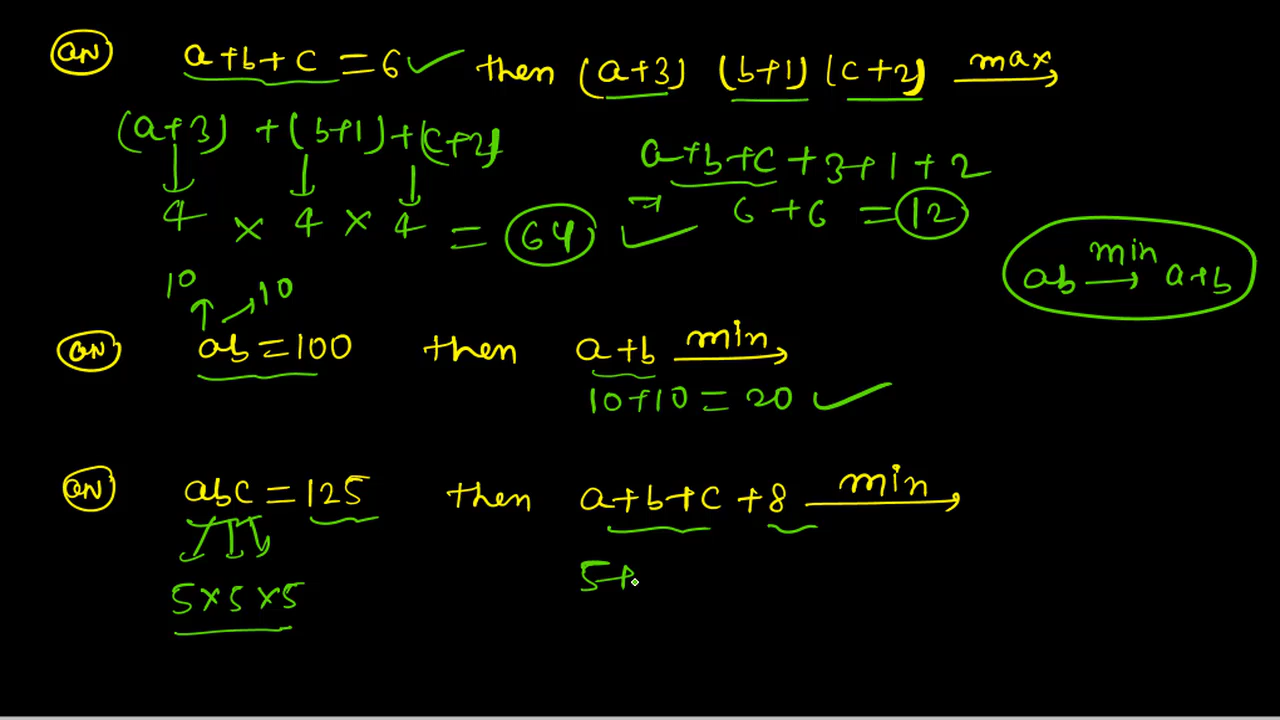 QN a+b+c = 6 ✓ then (a+3) (b+1) (c+2) max →
(a+3) + (b+1) + (c+2)
a+b+c + 3+1+2
4 × 4 × 4 = 64 ✓
⇒ 6 + 6 = 12
ab min → a+b
10 10
QN ab = 100 then a+b min →
10+10 = 20 ✓
QN abc = 125 then a+b+c +8 min →
5×5×5
5+